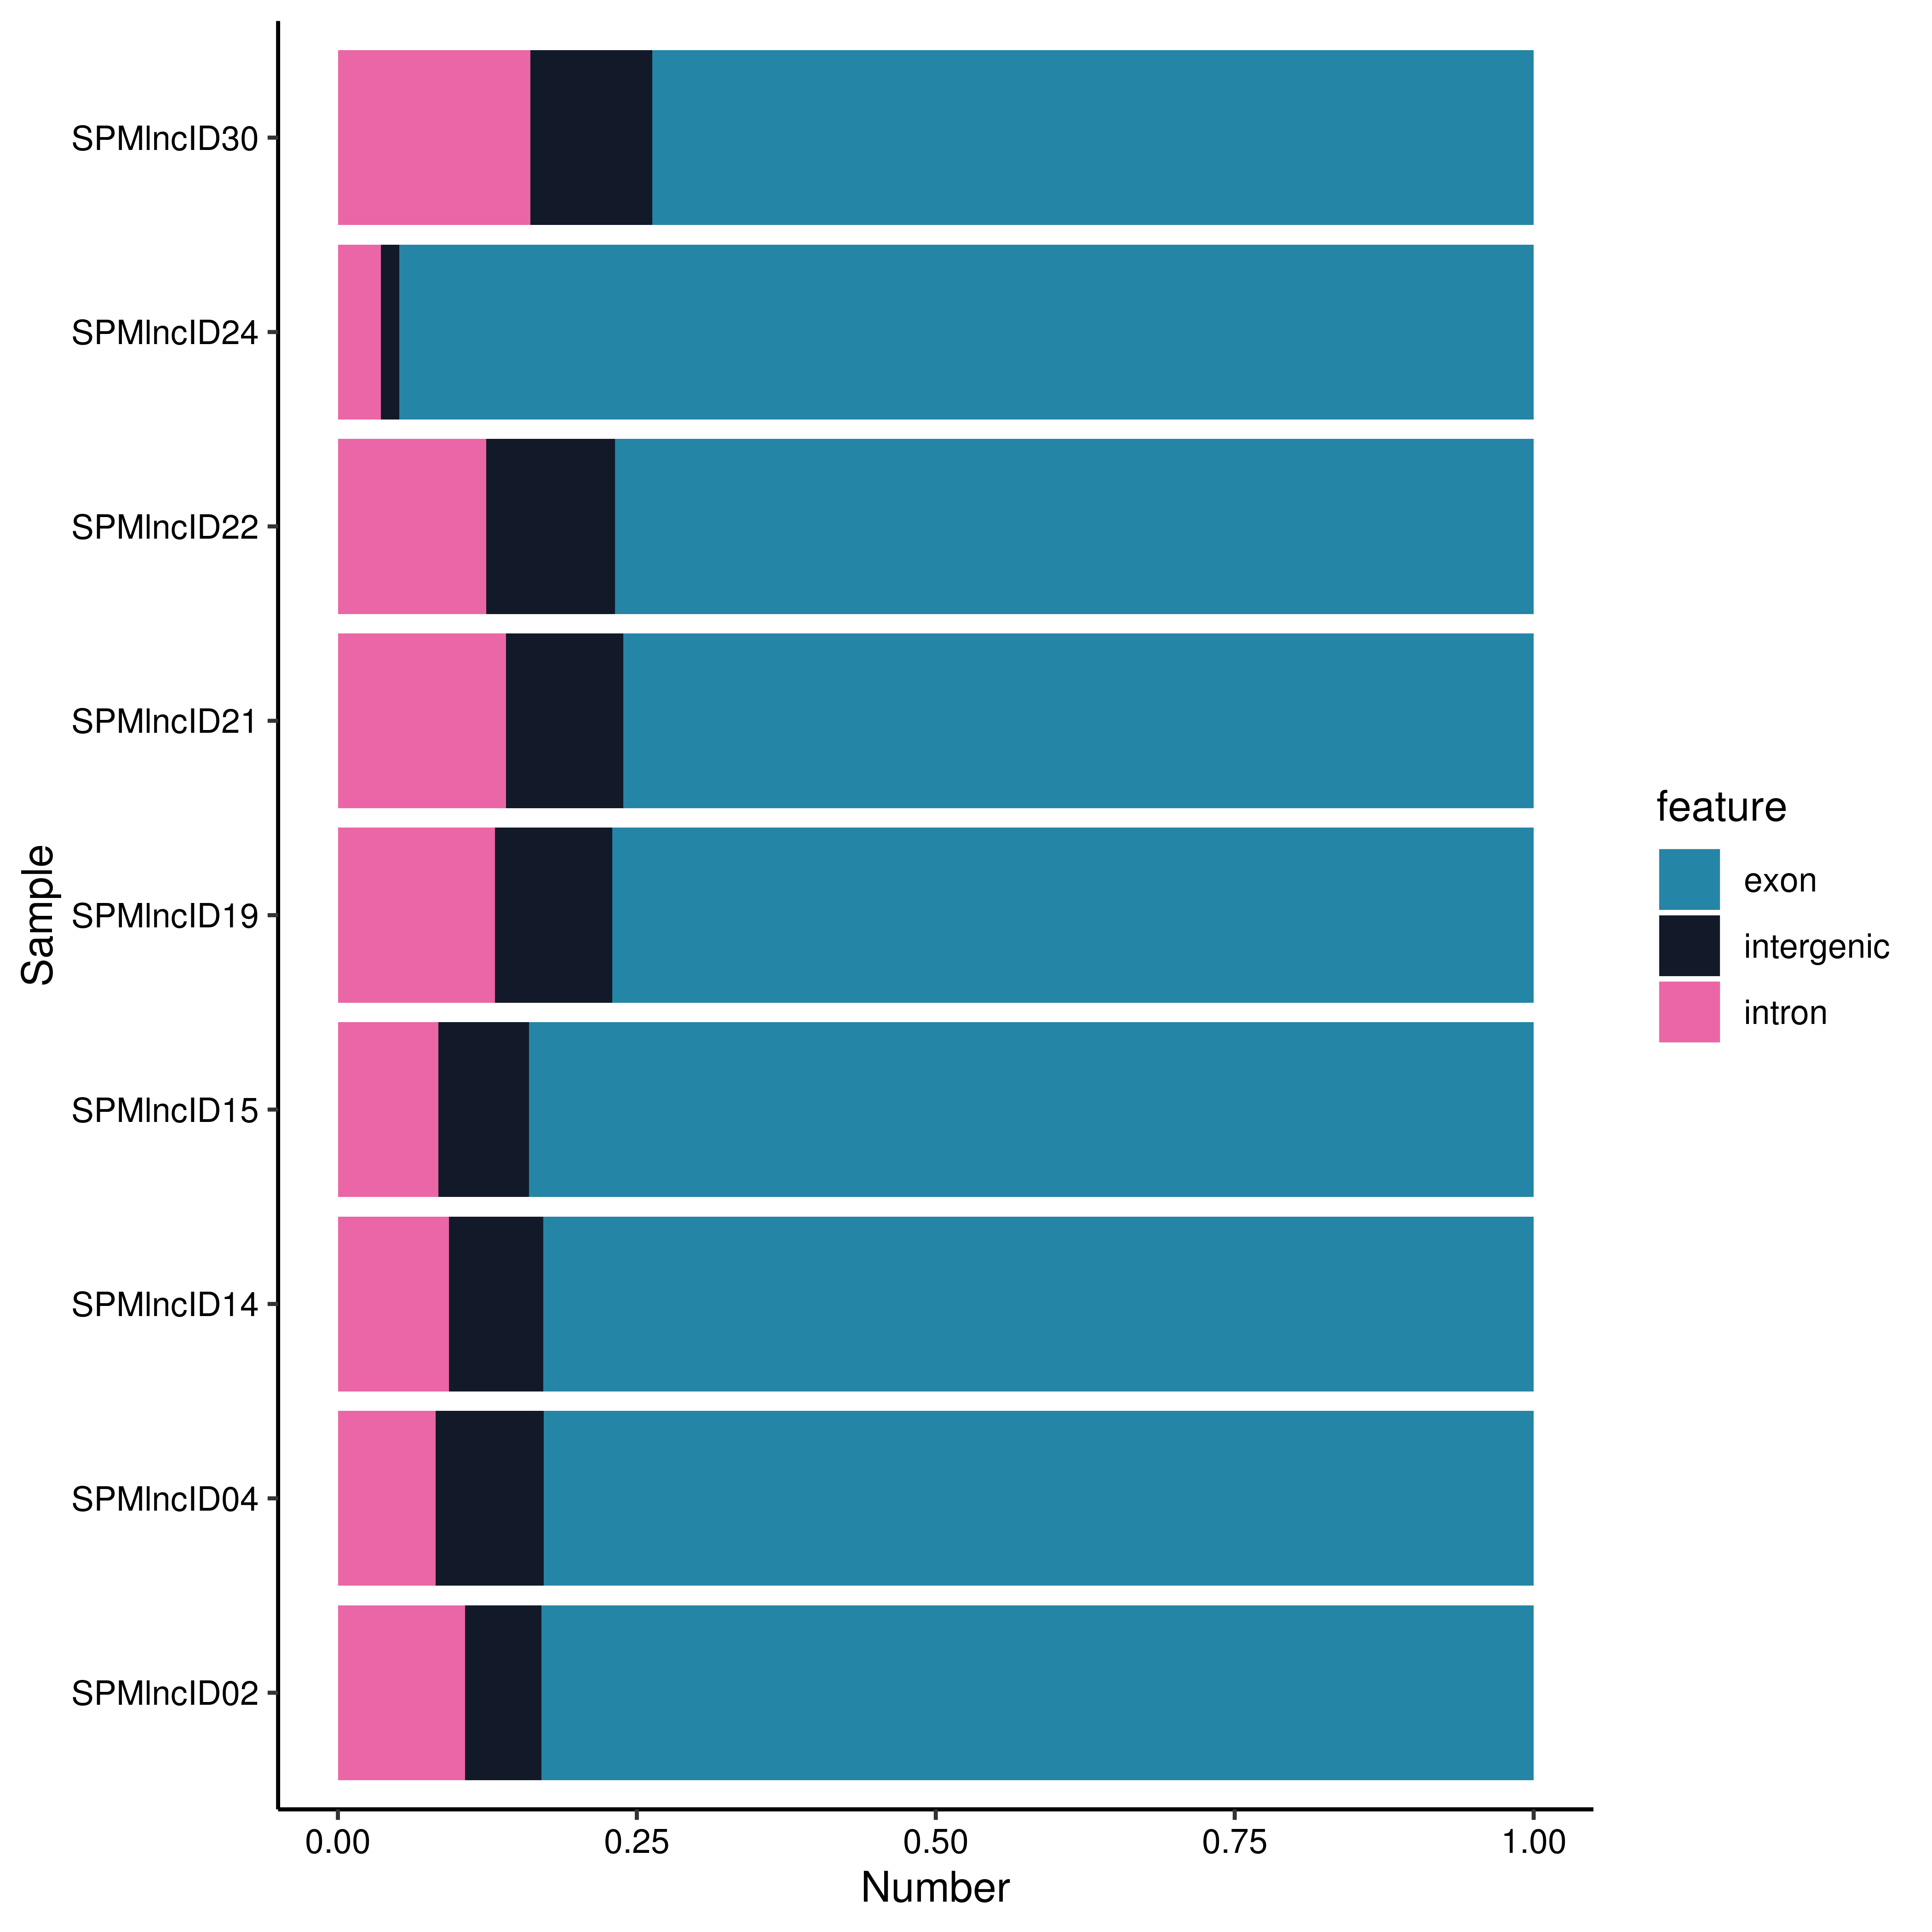 Sample
SPMlncID30
SPMlncID24
SPMlncID22
SPMlncID21
SPMlncID19
SPMlncID15
SPMlncID14
SPMlncID04
SPMlncID02
0.00 0.25 0.50 0.75 1.00
Number
feature
exon
intergenic
intron